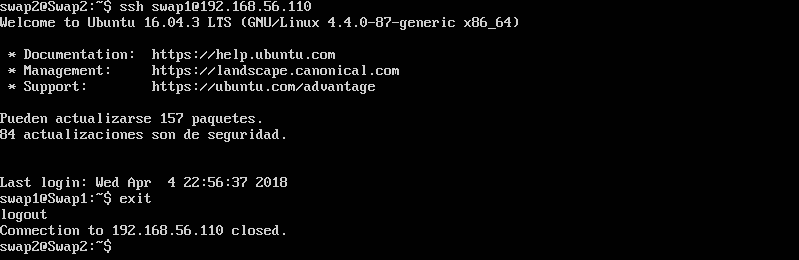 swap2@Swap2:~$ ssh swap1@192.168.56.110
Welcome to Ubuntu 16.04.3 LTS (GNU/Linux 4.4.0-87-generic x86_64)
* Documentation:  https://help.ubuntu.com
* Management:     https://landscape.canonical.com
* Support:        https://ubuntu.com/advantage
Pueden actualizarse 157 paquetes.
84 actualizaciones son de seguridad.
Last login: Wed Apr  4 22:56:37 2018
swap1@Swap1:~$ exit
logout
Connection to 192.168.56.110 closed.
swap2@Swap2:~$